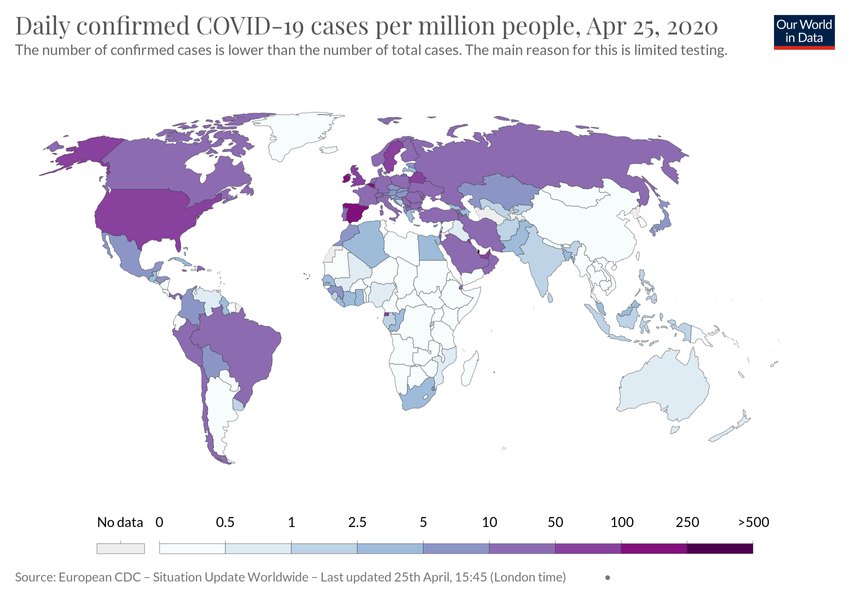 Daily confirmed COVID-19 cases per million people, Apr 25, 2020
Our World
in Data
The number of confirmed cases is lower than the number of total cases. The main reason for this is limited testing.
No data 0 0.5 1 2.5 5 10 50 100 250 >500
Source: European CDC – Situation Update Worldwide – Last updated 25th April, 15:45 (London time)